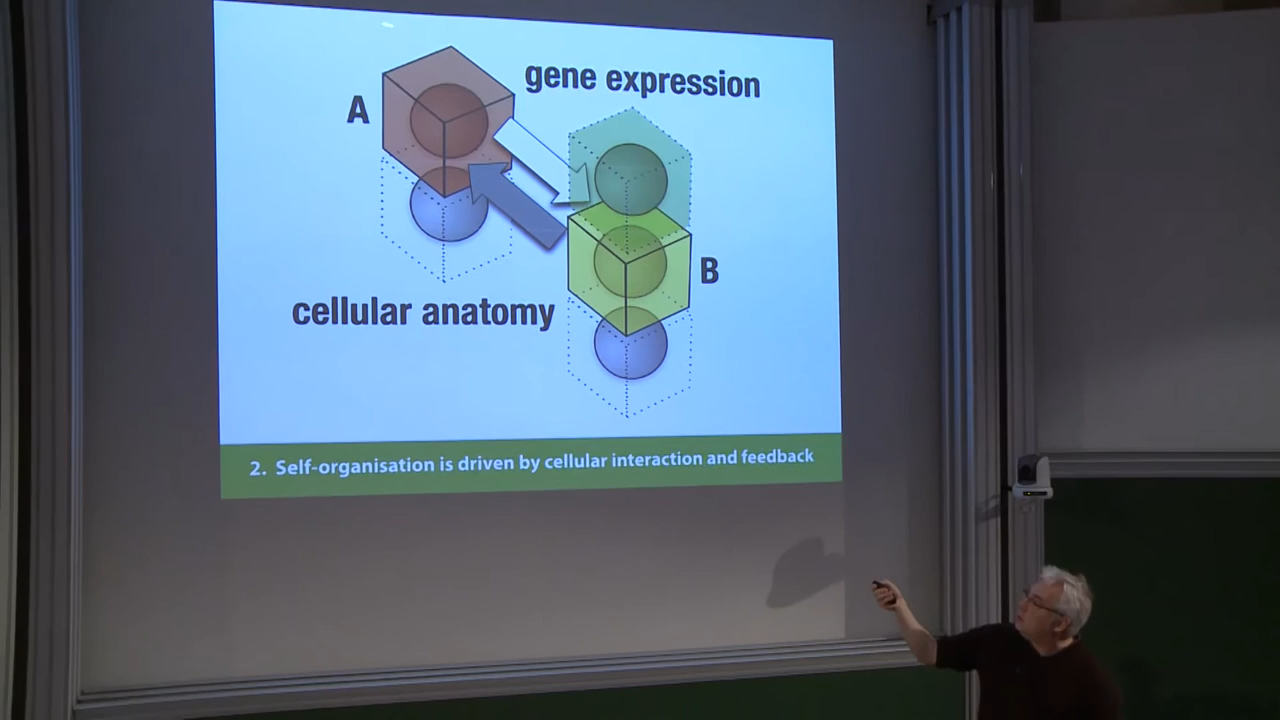 gene expression
A
B
cellular anatomy
2. Self-organisation is driven by cellular interaction and feedback